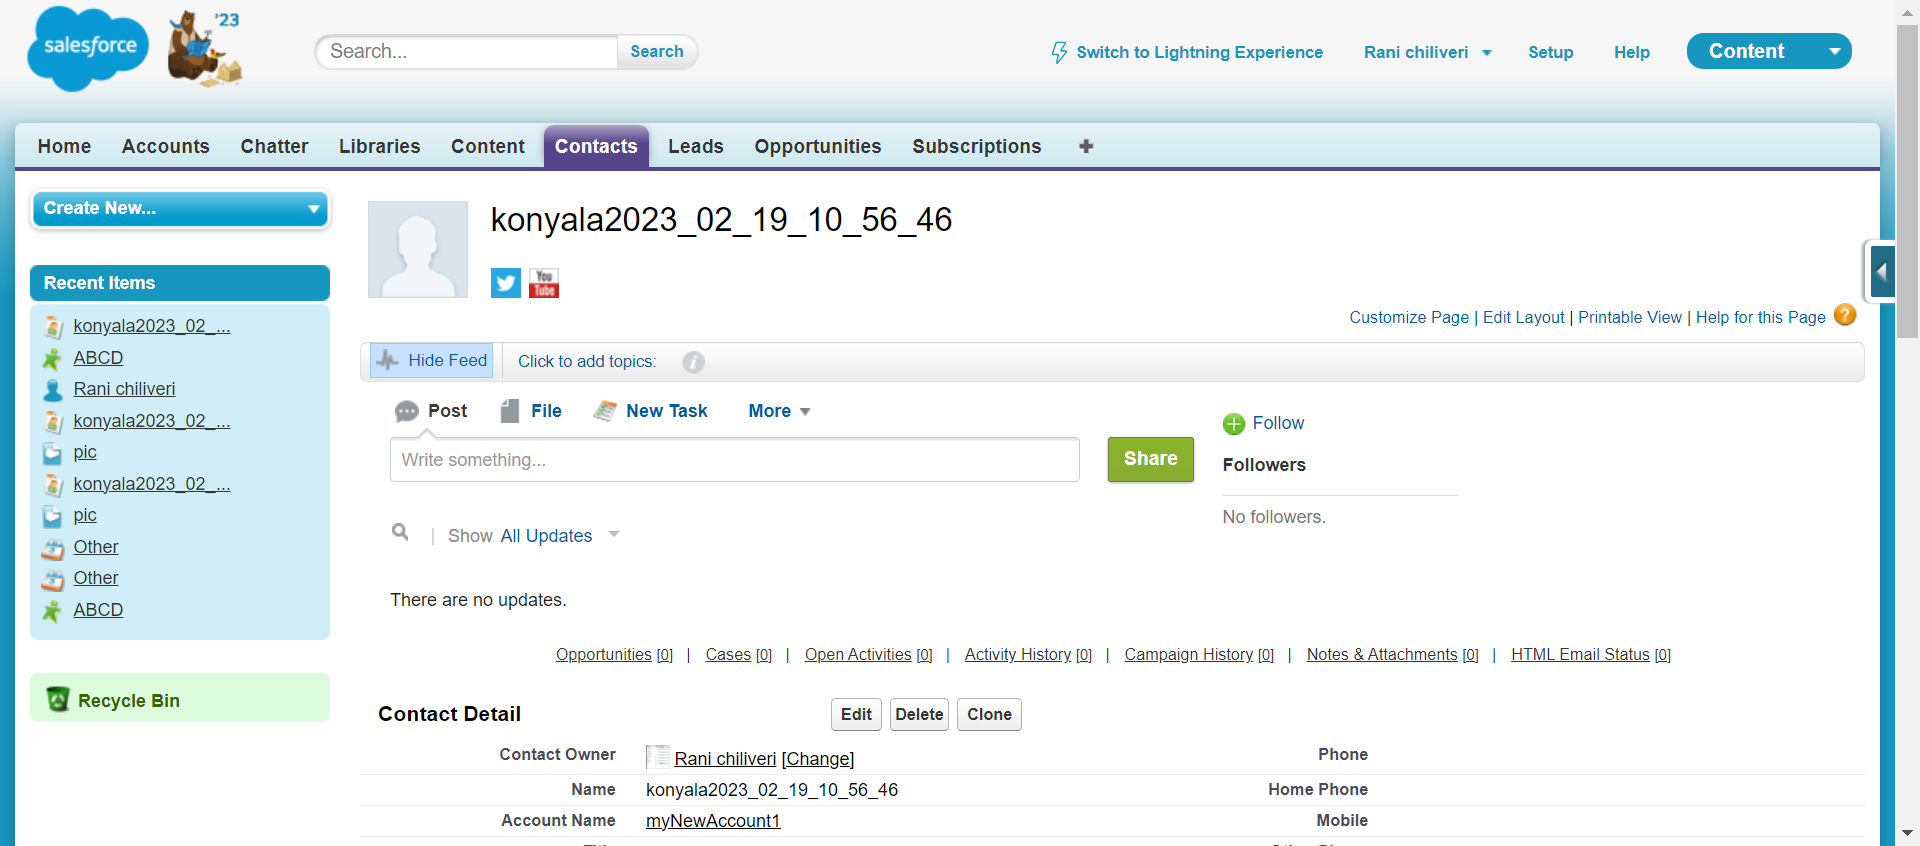 salesforce
'23
Search...
Search
Switch to Lightning Experience
Rani chiliveri
Setup
Help
Content
Home
Accounts
Chatter
Libraries
Content
Contacts
Leads
Opportunities
Subscriptions
Create New...
Recent Items
konyala2023_02_...
ABCD
Rani chiliveri
konyala2023_02_...
pic
konyala2023_02_...
pic
Other
Other
ABCD
Recycle Bin
konyala2023_02_19_10_56_46
You
Tube
Customize Page | Edit Layout | Printable View | Help for this Page ?
Hide Feed
Click to add topics:
Post
File
New Task
More
Write something...
Share
Follow
Followers
No followers.
Show All Updates
There are no updates.
Opportunities [0] | Cases [0] | Open Activities [0] | Activity History [0] | Campaign History [0] | Notes & Attachments [0] | HTML Email Status [0]
Contact Detail
Edit
Delete
Clone
Contact Owner Rani chiliveri [Change] Phone
Name konyala2023_02_19_10_56_46 Home Phone
Account Name myNewAccount1 Mobile